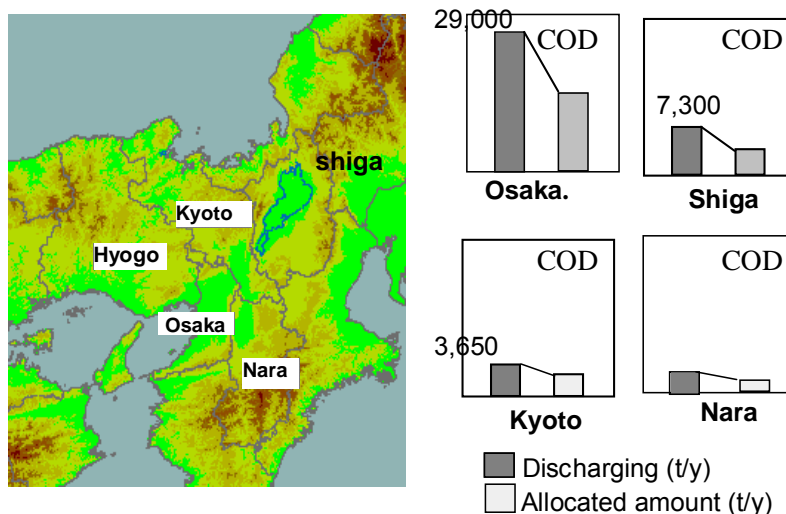 shiga
Kyoto
Hyogo
Osaka
Nara
29,000
COD
Osaka.
COD
7,300
Shiga
COD
3,650
Kyoto
COD
Nara
Discharging (t/y)
Allocated amount (t/y)